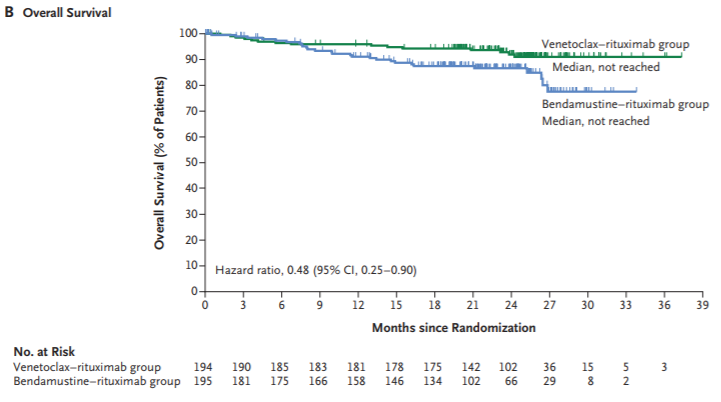 B Overall Survival
100
90
80
70
60
50
40
30
20
10
0
Overall Survival (% of Patients)
Venetoclax–rituximab group
Median, not reached
Bendamustine–rituximab group
Median, not reached
Hazard ratio, 0.48 (95% CI, 0.25–0.90)
0 3 6 9 12 15 18 21 24 27 30 33 36 39
Months since Randomization
No. at Risk
Venetoclax–rituximab group 194 190 185 183 181 178 175 142 102 36 15 5 3
Bendamustine–rituximab group 195 181 175 166 158 146 134 102 66 29 8 2